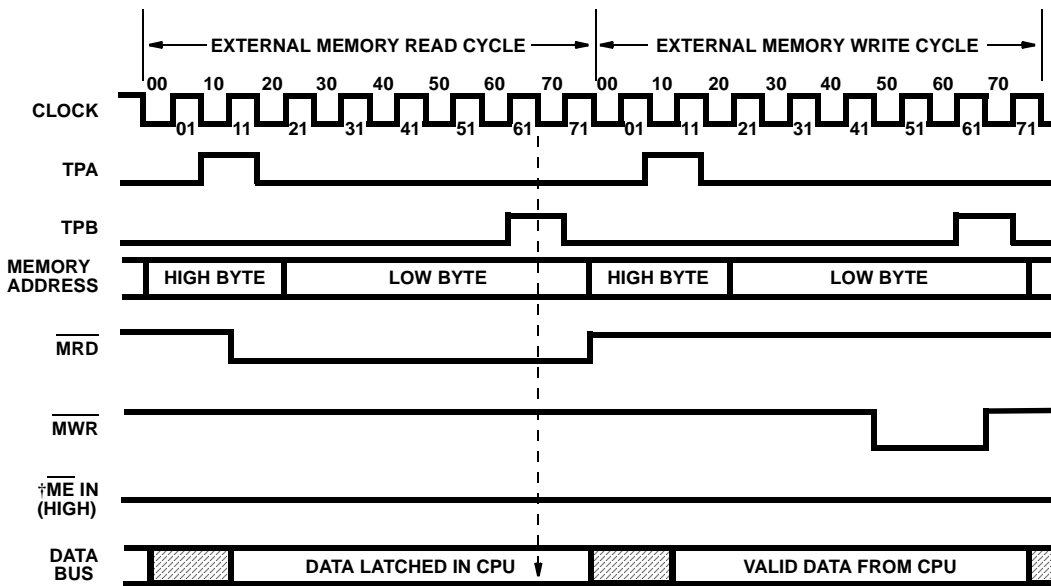 EXTERNAL MEMORY READ CYCLE EXTERNAL MEMORY WRITE CYCLE
00 10 20 30 40 50 60 70 00 10 20 30 40 50 60 70
CLOCK
01 11 21 31 41 51 61 71 01 11 21 31 41 51 61 71
TPA
TPB
MEMORY
ADDRESS
HIGH BYTE LOW BYTE HIGH BYTE LOW BYTE
MRD
MWR
†ME IN
(HIGH)
DATA
BUS
DATA LATCHED IN CPU VALID DATA FROM CPU